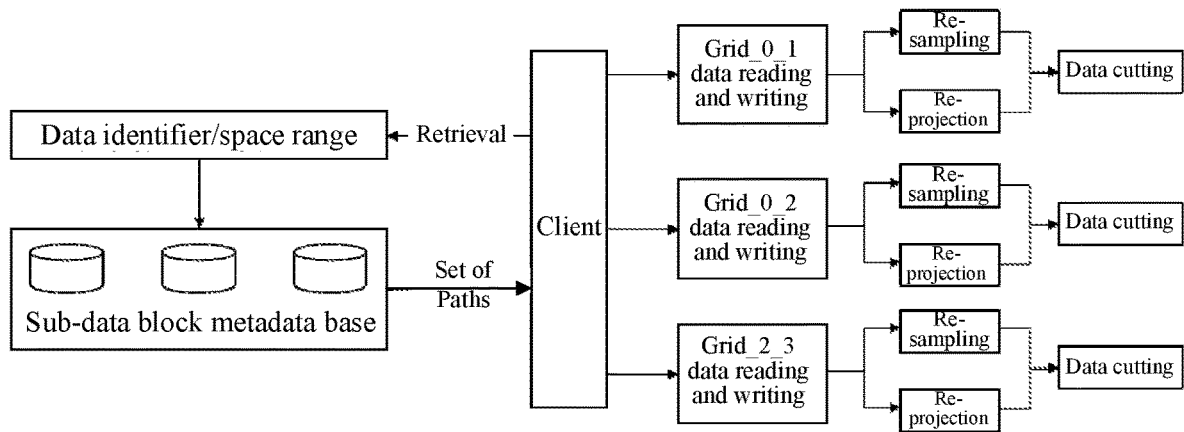 Data identifier/space range
Retrieval
Sub-data block metadata base
Set of
Paths
Client
Grid_0_1
data reading
and writing
Re-
sampling
Re-
projection
Data cutting
Grid_0_2
data reading
and writing
Re-
sampling
Re-
projection
Data cutting
Grid_2_3
data reading
and writing
Re-
sampling
Re-
projection
Data cutting